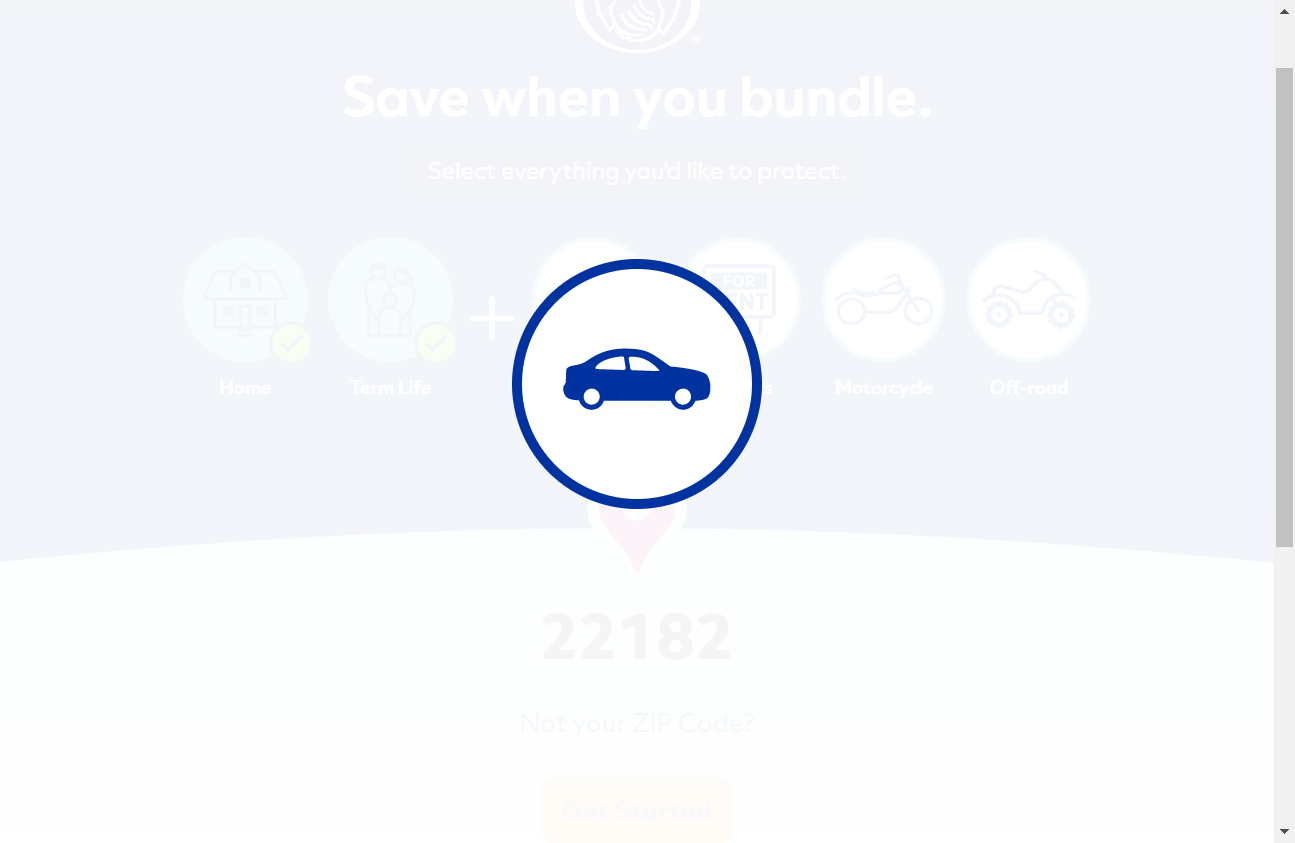 Save when you bundle.
Select everything you'd like to protect.
FOR
Home
Term Life
Motorcycle
Off-road
22182
Not your ZIP Code?
Get Started